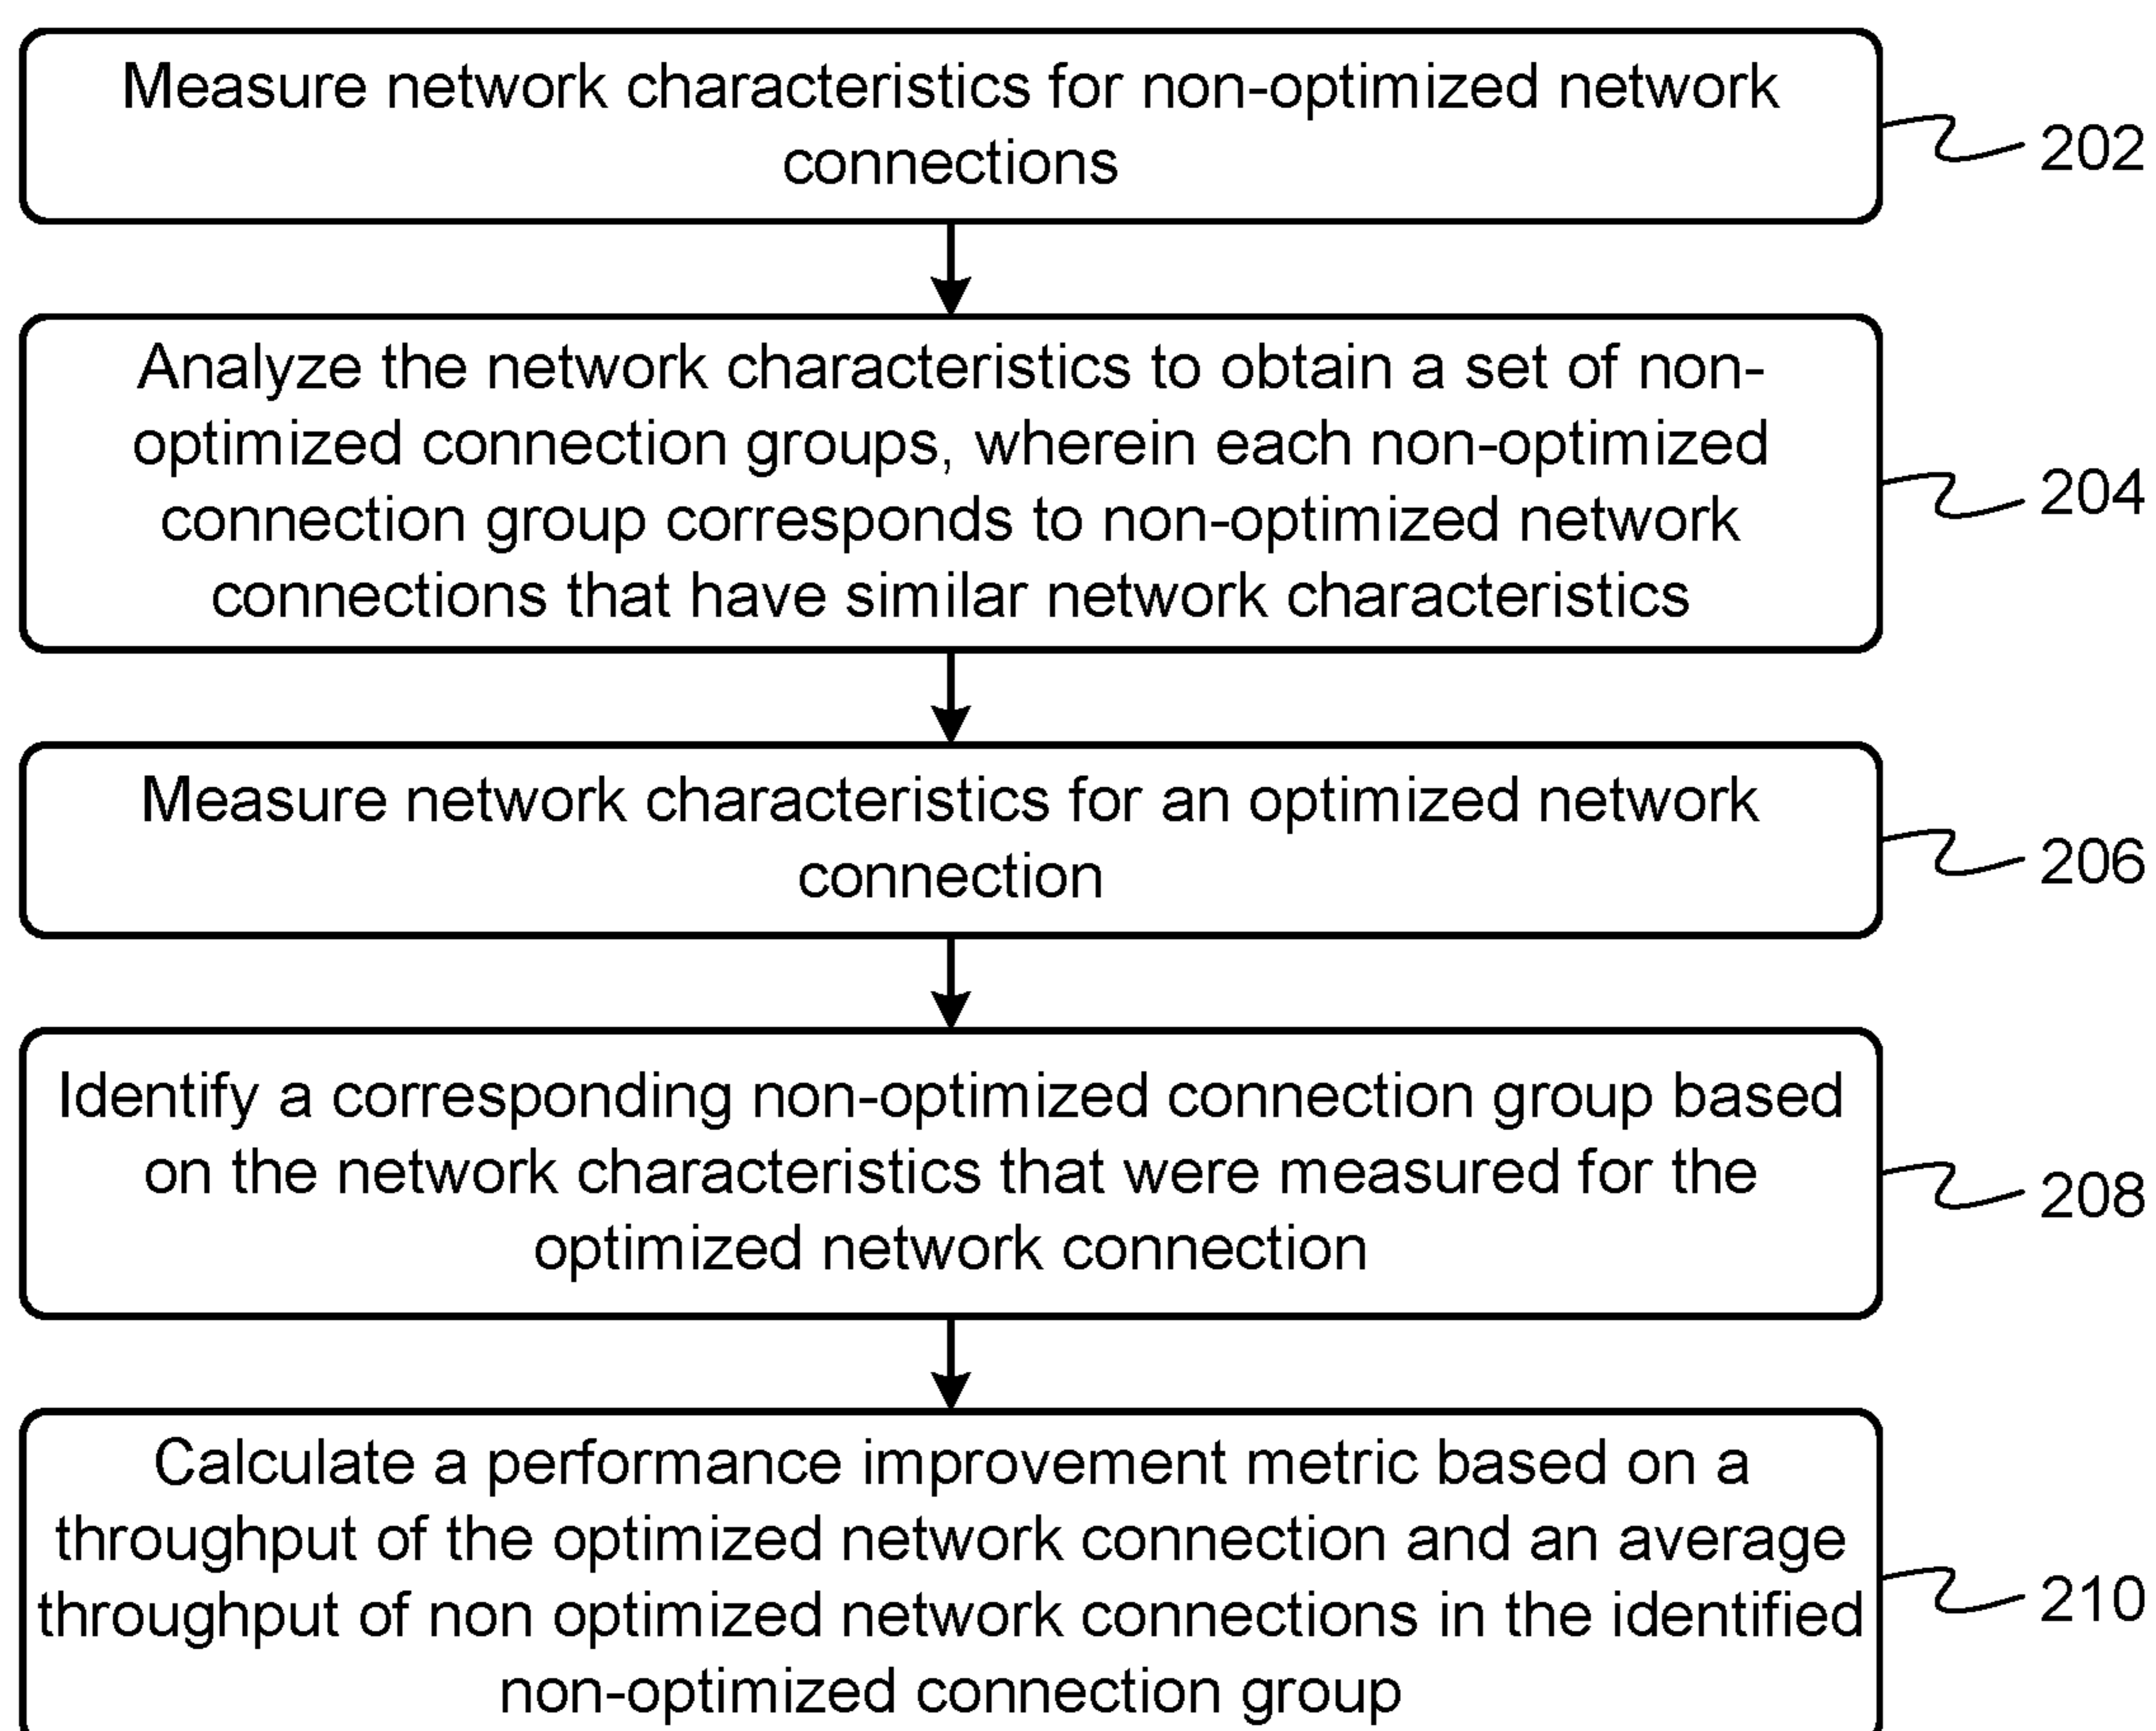 Measure network characteristics for non-optimized network
connections
202
Analyze the network characteristics to obtain a set of non-
optimized connection groups, wherein each non-optimized
connection group corresponds to non-optimized network
connections that have similar network characteristics
204
Measure network characteristics for an optimized network
connection
206
Identify a corresponding non-optimized connection group based
on the network characteristics that were measured for the
optimized network connection
208
Calculate a performance improvement metric based on a
throughput of the optimized network connection and an average
throughput of non optimized network connections in the identified
non-optimized connection group
210